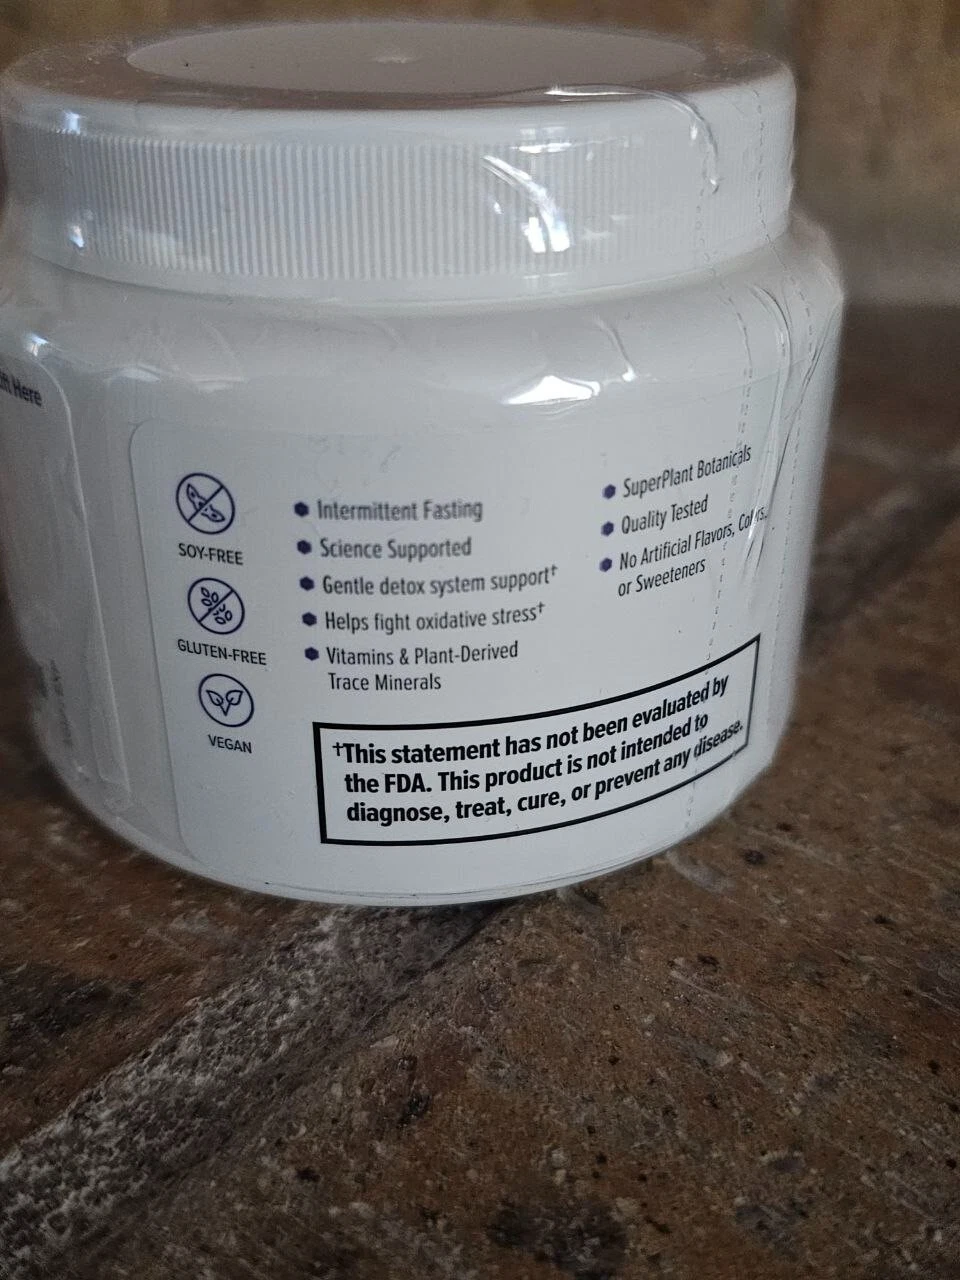 Here
SOY-FREE
GLUTEN-FREE
VEGAN
Intermittent Fasting
Science Supported
Gentle detox system support†
Helps fight oxidative stress†
Vitamins & Plant-Derived
Trace Minerals
SuperPlant Botanicals
Quality Tested
No Artificial Flavors, Colors,
or Sweeteners
†This statement has not been evaluated by
the FDA. This product is not intended to
diagnose, treat, cure, or prevent any disease.